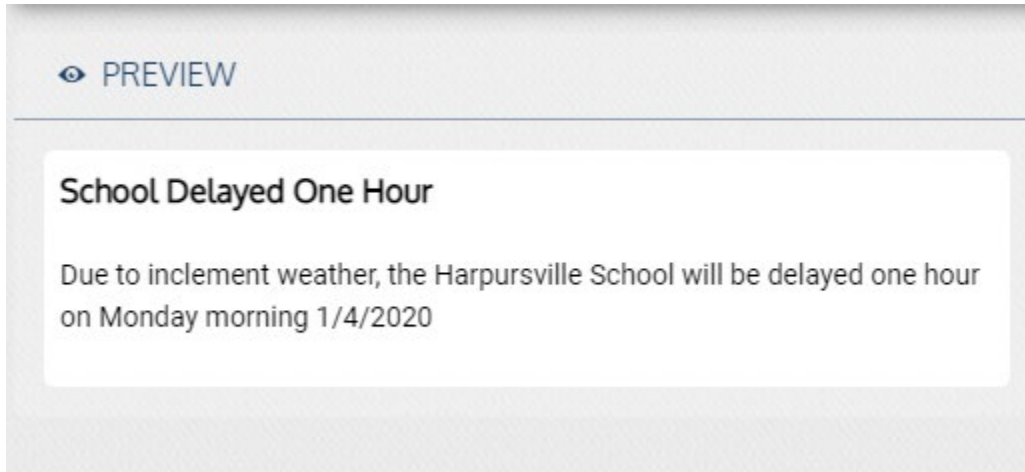 PREVIEW
School Delayed One Hour
Due to inclement weather, the Harpursville School will be delayed one hour
on Monday morning 1/4/2020